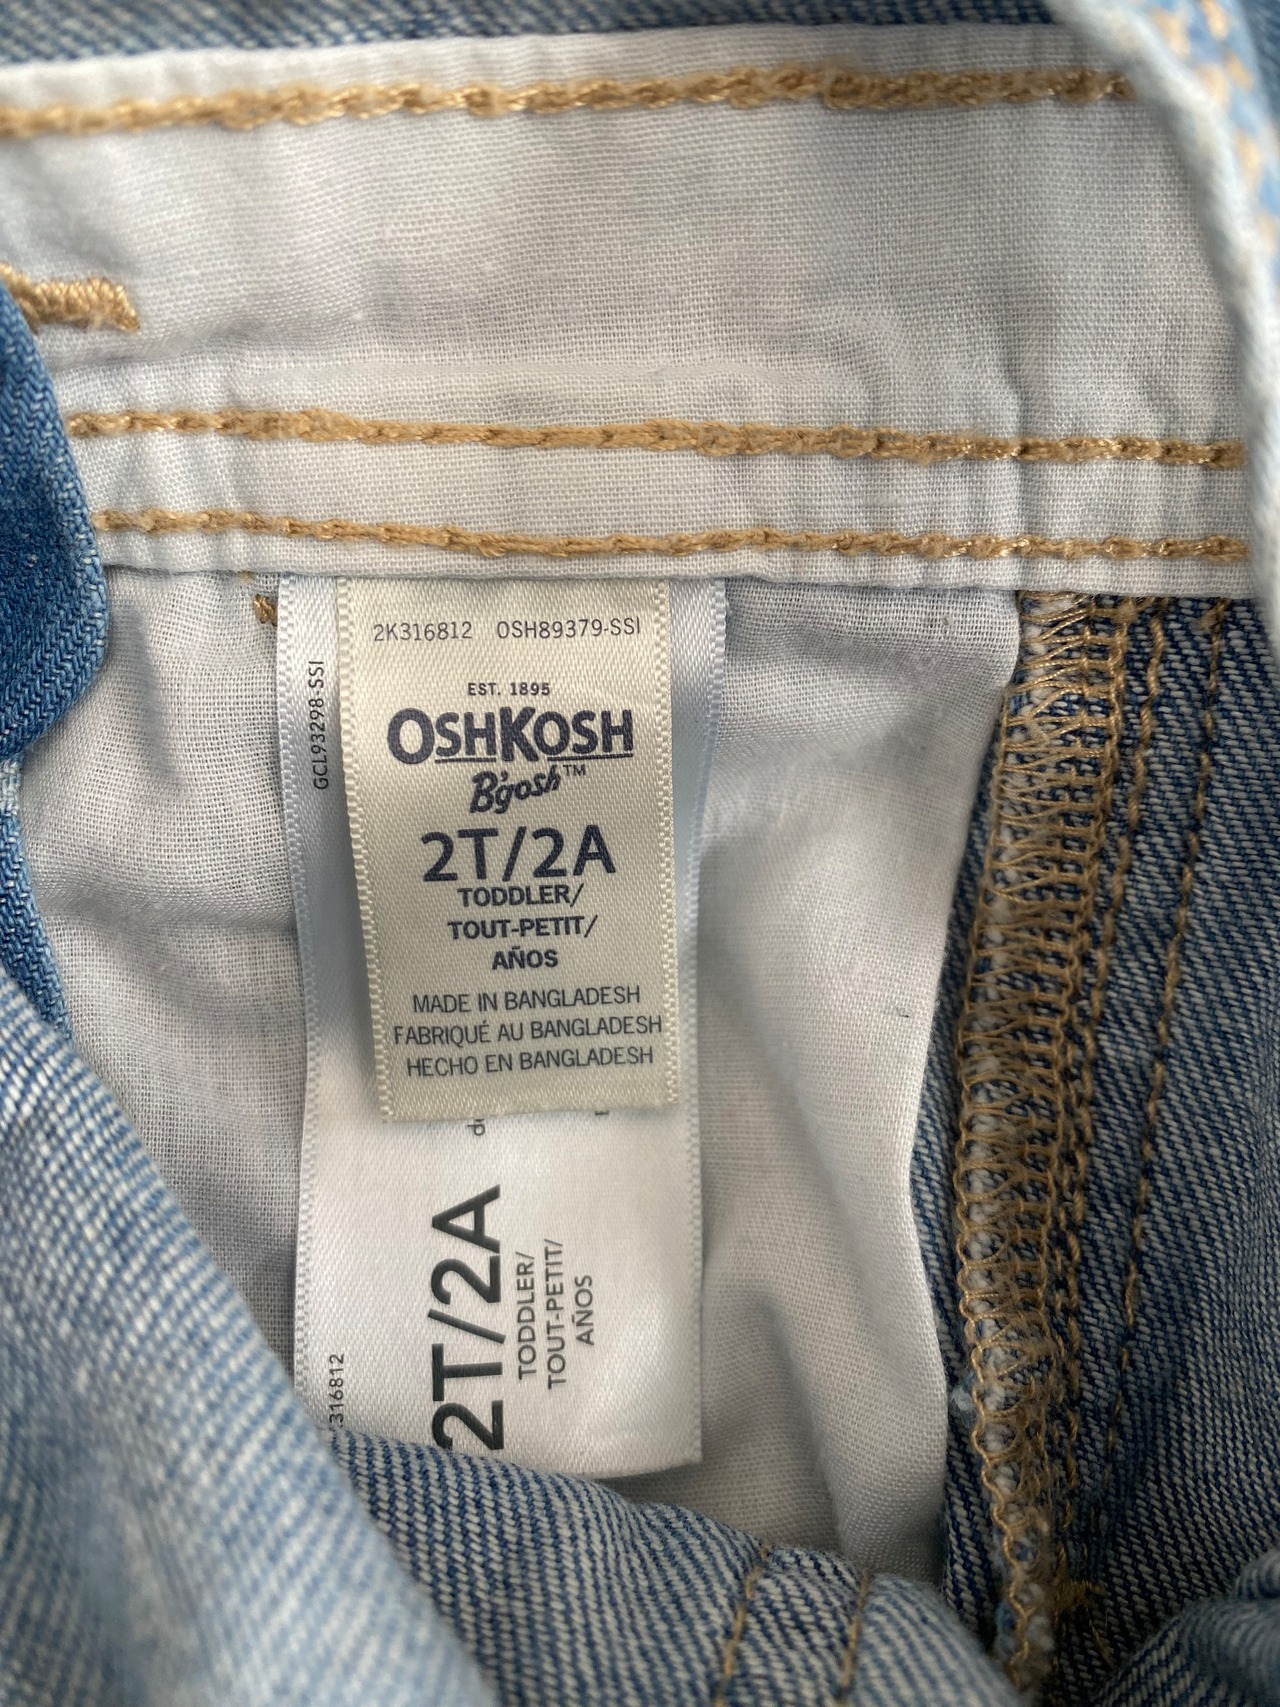 2K316812 OSH89379-SSI
EST. 1895
OSHKOSH
B'gosh™
2T/2A
TODDLER/
TOUT-PETIT/
AÑOS
MADE IN BANGLADESH
FABRIQUÉ AU BANGLADESH
HECHO EN BANGLADESH
GCL93298-SSI
316812
2T/2A
TODDLER/
TOUT-PETIT/
AÑOS